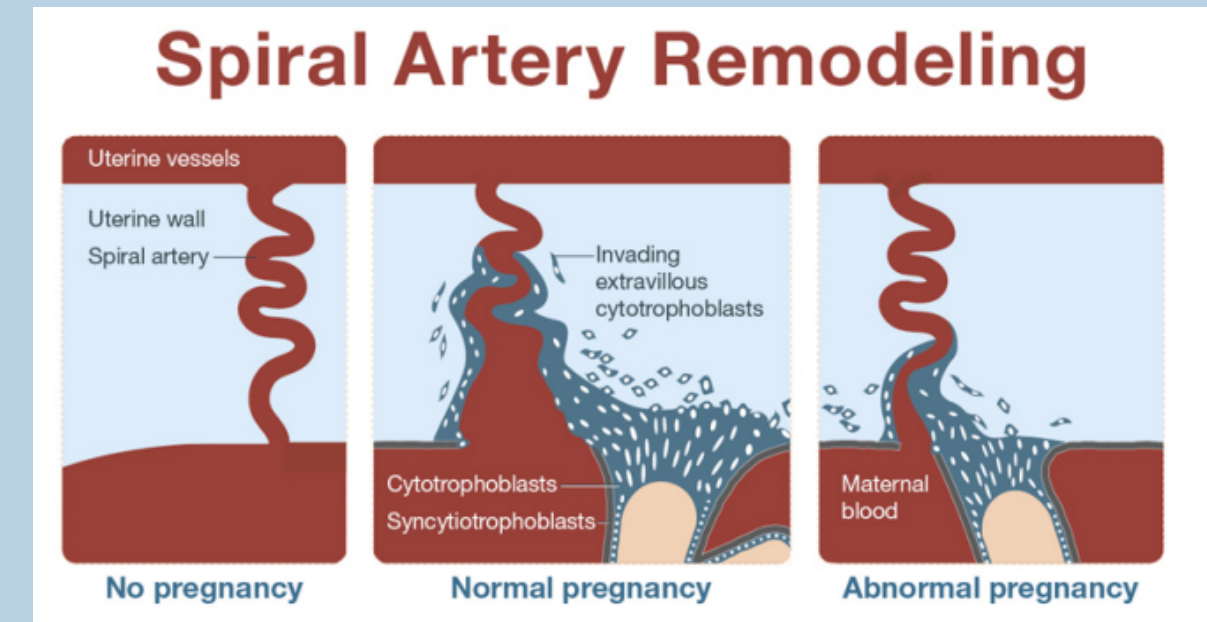 Spiral Artery Remodeling
Uterine vessels
Uterine wall
Spiral artery
No pregnancy
Invading
extravillous
cytotrophoblasts
Cytotrophoblasts
Syncytiotrophoblasts
Normal pregnancy
Maternal
blood
Abnormal pregnancy